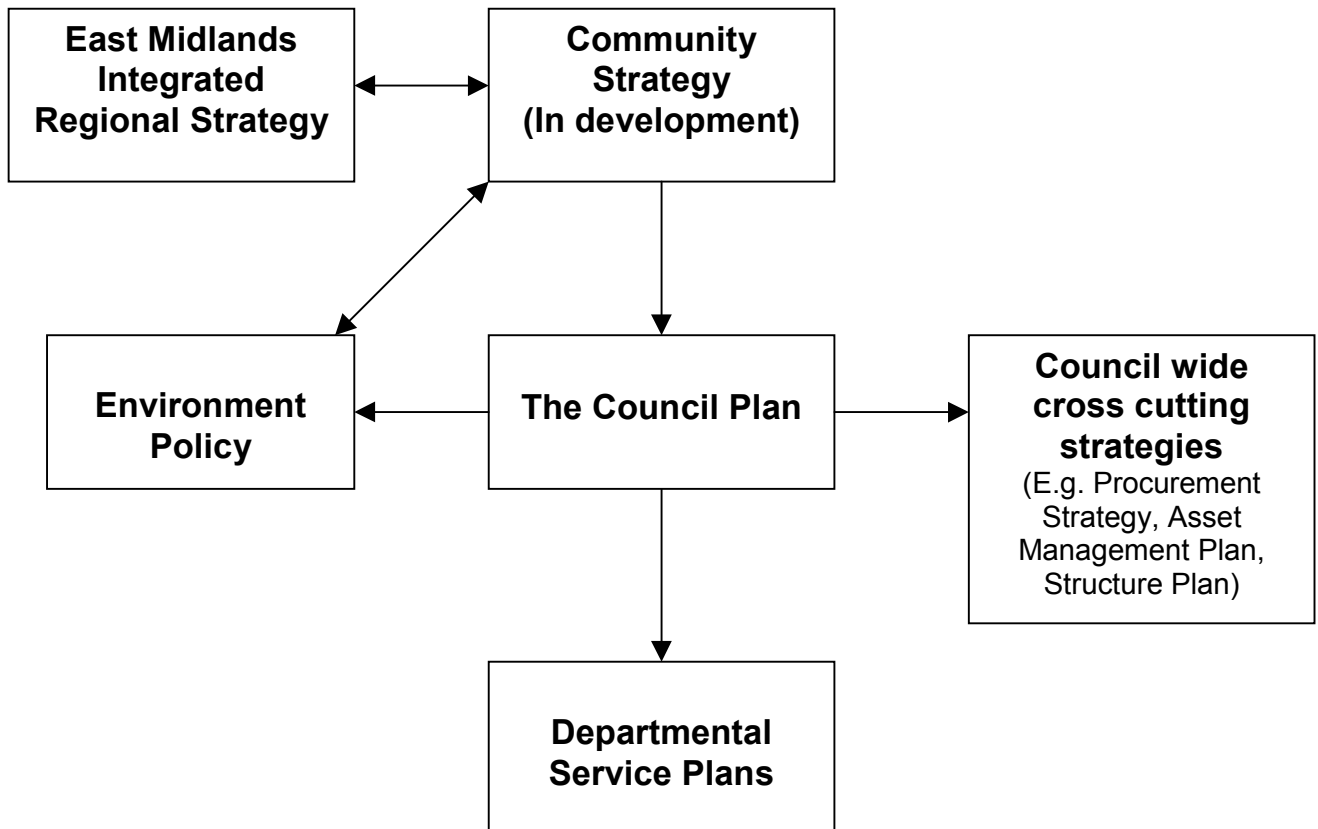 East Midlands
Integrated
Regional Strategy
Community
Strategy
(In development)
Environment
Policy
The Council Plan
Council wide
cross cutting
strategies
(E.g. Procurement
Strategy, Asset
Management Plan,
Structure Plan)
Departmental
Service Plans